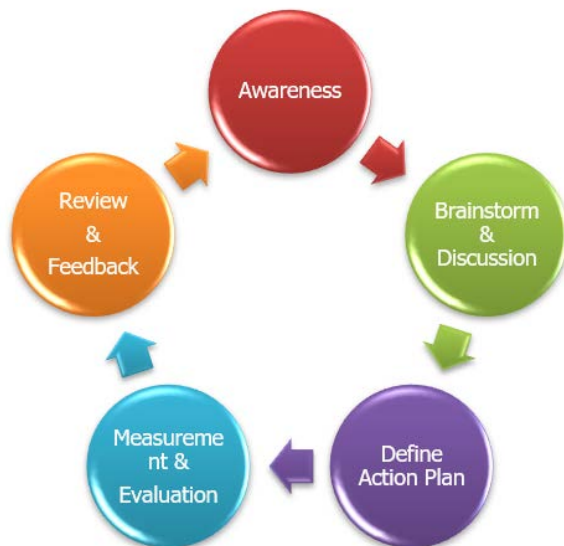 Awareness
Brainstorm
&
Discussion
Define
Action Plan
Measureme
nt &
Evaluation
Review
&
Feedback